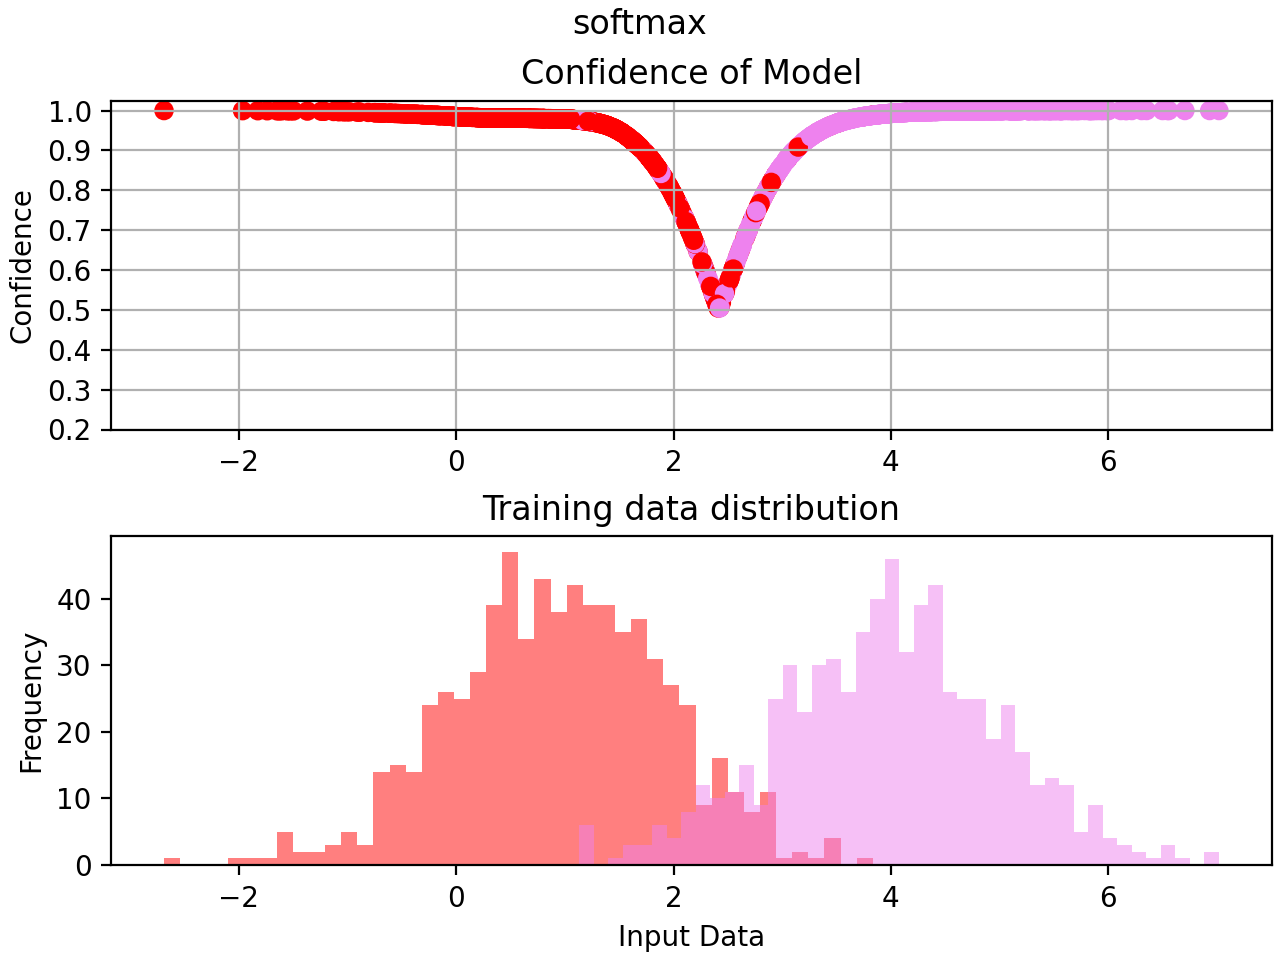 softmax
Confidence of Model
Confidence
1.0
0.9
0.8
0.7
0.6
0.5
0.4
0.3
0.2
−2 0 2 4 6
Training data distribution
Frequency
40
30
20
10
0
−2 0 2 4 6
Input Data